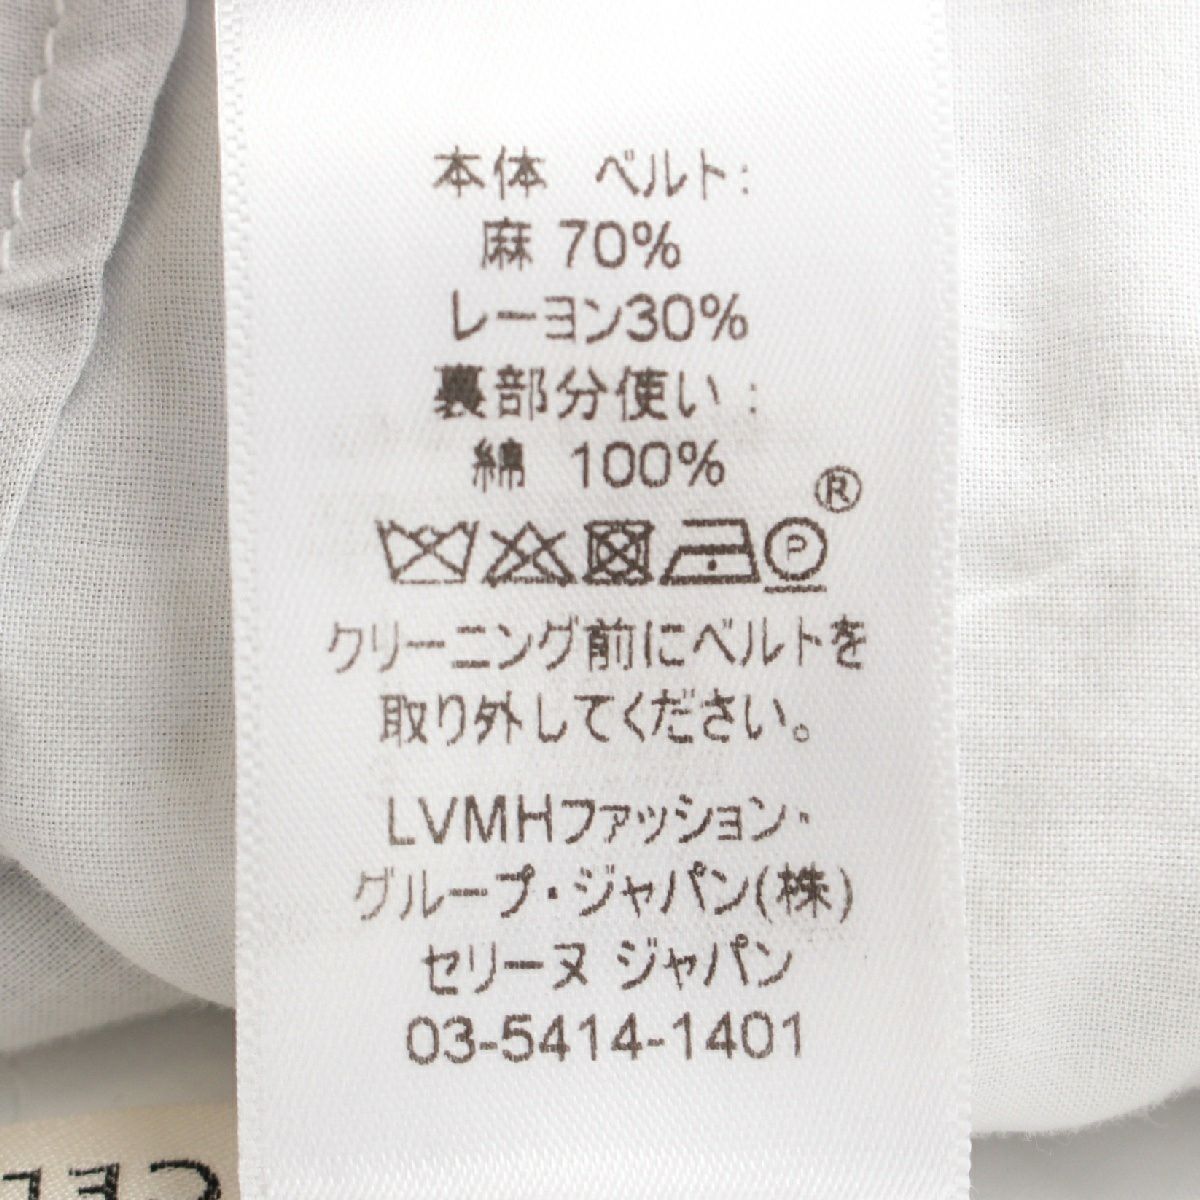 本体 ベルト:
麻 70%
レーヨン30%
裏部分使い:
綿 100%
®
P
クリーニング前にベルトを
取り外してください。
LVMHファッション・
グループ・ジャパン(株)
セリーヌ ジャパン
03-5414-1401